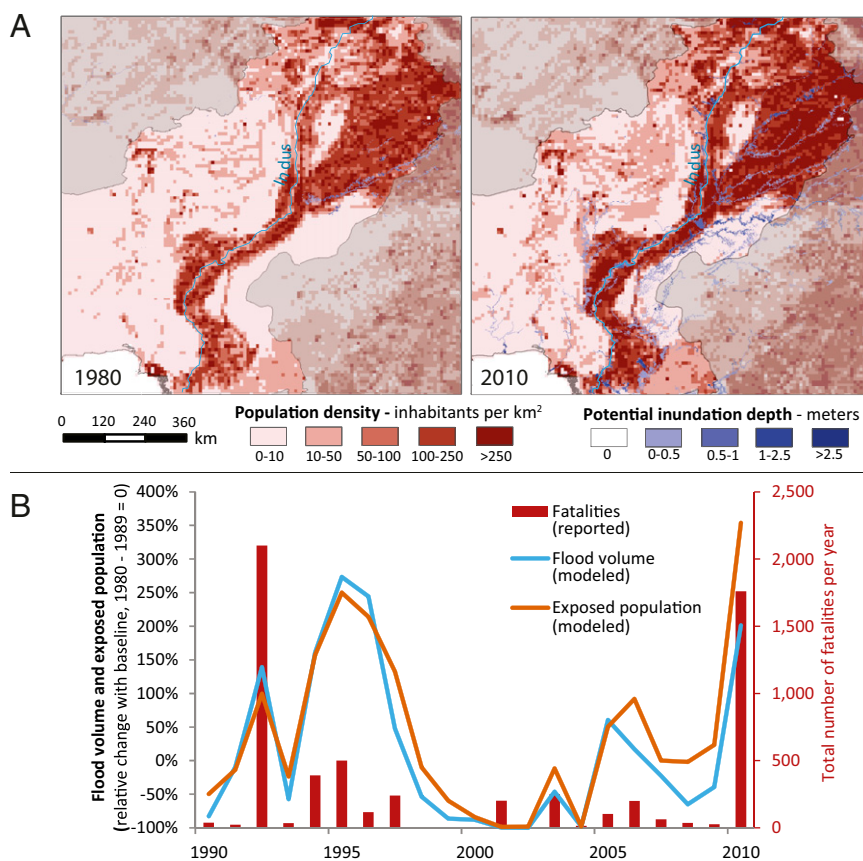 A
Indus
1980
Indus
2010
0 120 240 360
km
Population density - inhabitants per km²
0-10 10-50 50-100 100-250 >250
Potential inundation depth - meters
0 0-0.5 0.5-1 1-2.5 >2.5
B
Flood volume and exposed population
(relative change with baseline, 1980 - 1989 = 0)
400%
350%
300%
250%
200%
150%
100%
50%
0%
-50%
-100%
Fatalities
(reported)
Flood volume
(modeled)
Exposed population
(modeled)
2,500
2,000
1,500
1,000
500
0
Total number of fatalities per year
1990 1995 2000 2005 2010